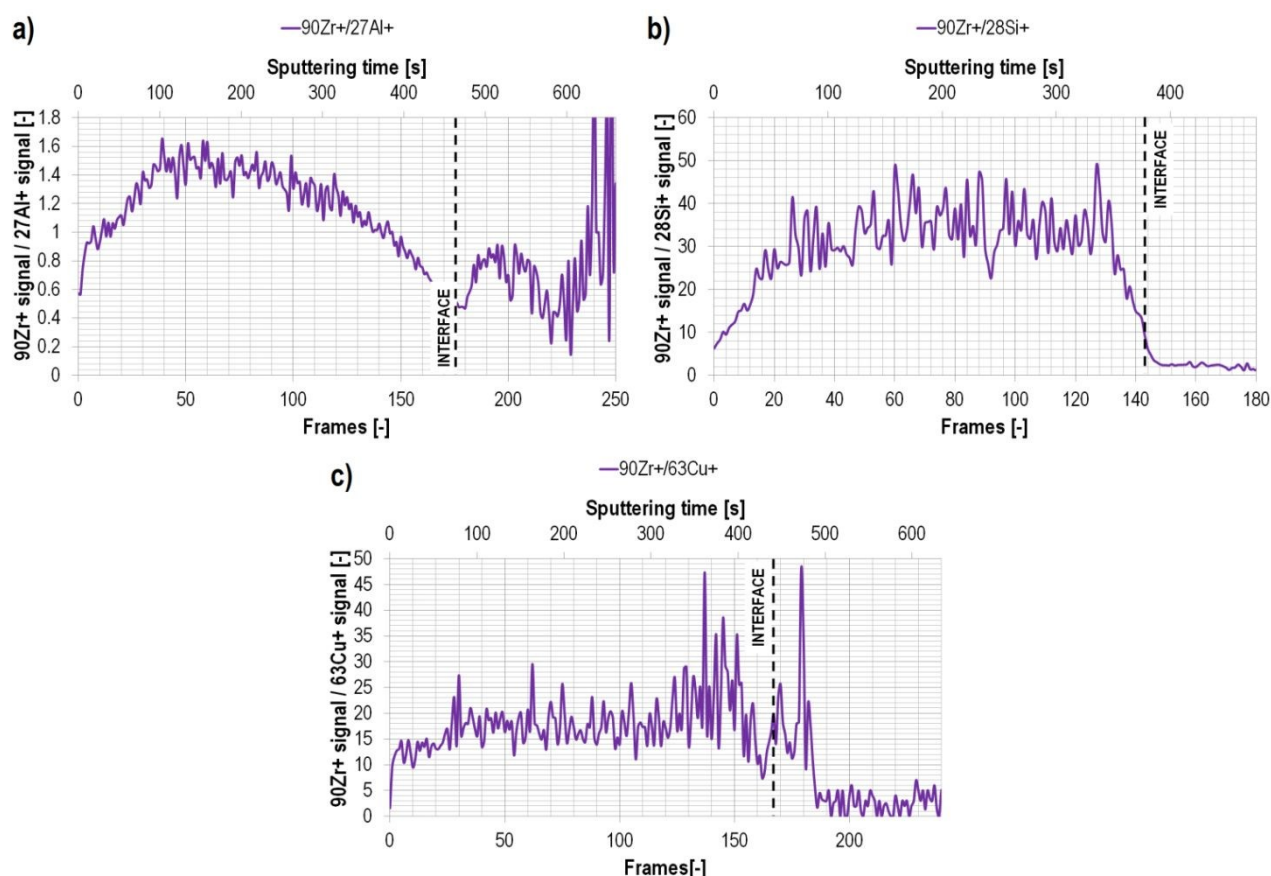 a)
90Zr+/27Al+
Sputtering time [s]
0 100 200 300 400 500 600
90Zr+ signal / 27Al+ signal [-]
1.8
1.6
1.4
1.2
1
0.8
0.6
0.4
0.2
0
INTERFACE
0 50 100 150 200 250
Frames [-]
b)
90Zr+/28Si+
Sputtering time [s]
0 100 200 300 400
90Zr+ signal / 28Si+ signal [-]
60
50
40
30
20
10
0
INTERFACE
0 20 40 60 80 100 120 140 160 180
Frames [-]
c)
90Zr+/63Cu+
Sputtering time [s]
0 100 200 300 400 500 600
90Zr+ signal / 63Cu+ signal [-]
50
45
40
35
30
25
20
15
10
5
0
INTERFACE
0 50 100 150 200
Frames[-]